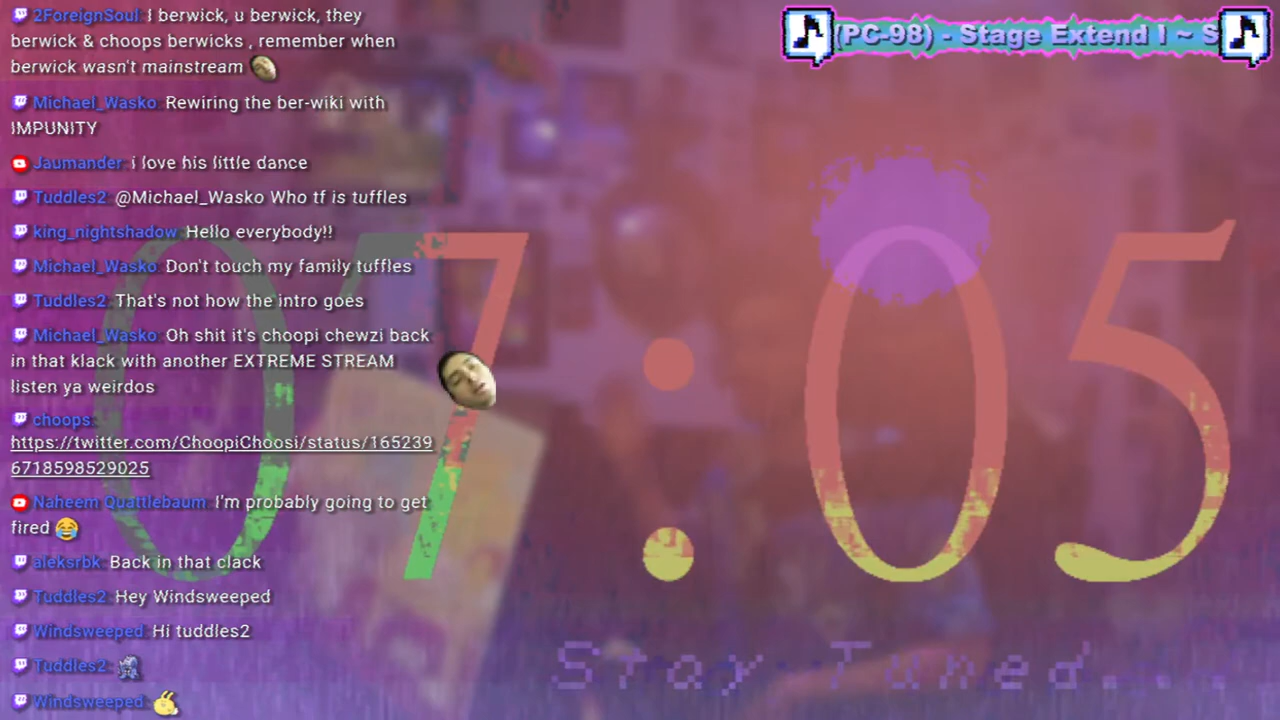 2ForeignSoul: I berwick, u berwick, they
berwick & choops berwicks , remember when
berwick wasn't mainstream
Michael_Wasko: Rewiring the ber-wiki with
IMPUNITY
Jaumander: i love his little dance
Tuddles2: @Michael_Wasko Who tf is tuffles
king_nightshadow: Hello everybody!!
Michael_Wasko: Don't touch my family tuffles
Tuddles2: That's not how the intro goes
Michael_Wasko: Oh shit it's choopi chewzi back
in that klack with another EXTREME STREAM
listen ya weirdos
choops:
https://twitter.com/ChoopiChoosi/status/165239
6718598529025
Naheem Quattlebaum: I'm probably going to get
fired 😂
aleksrbk: Back in that clack
Tuddles2: Hey Windsweeped
Windsweeped: Hi tuddles2
Tuddles2:
Windsweeped:
(PC-98) - Stage Extend I ~ S
07:05
Stay Tuned...